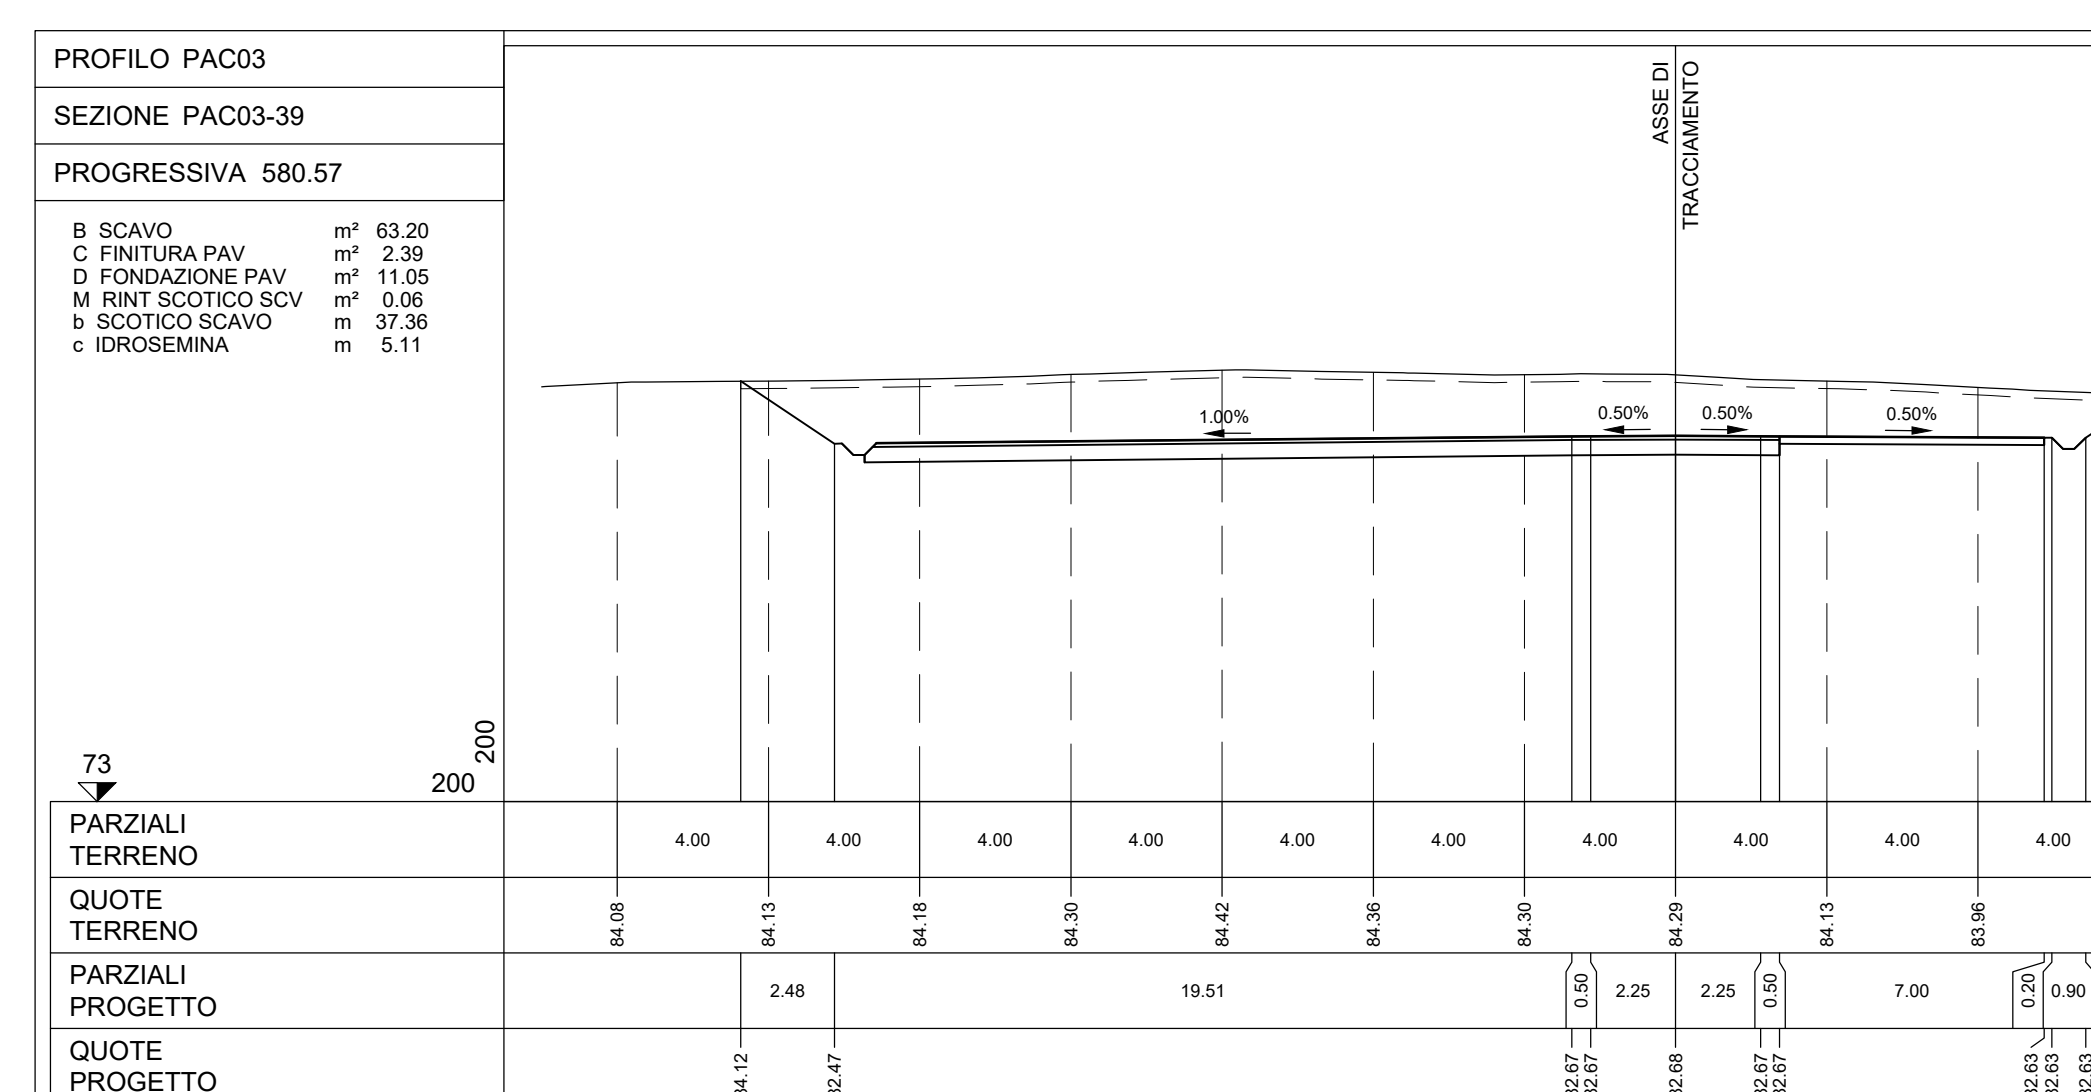 PROFILO PAC03
SEZIONE PAC03-39
PROGRESSIVA 580.57
B SCAVO m² 63.20
C FINITURA PAV m² 2.39
D FONDAZIONE PAV m² 11.05
M RINT SCOTICO SCV m² 0.06
b SCOTICO SCAVO m 37.36
c IDROSEMINA m 5.11
ASSE DI
TRACCIAMENTO
1.00% 0.50% 0.50% 0.50%
73
200
200
PARZIALI
TERRENO
4.00 4.00 4.00 4.00 4.00 4.00 4.00 4.00 4.00 4.00
QUOTE
TERRENO
84.08 84.13 84.18 84.30 84.42 84.36 84.30 84.29 84.13 83.96
PARZIALI
PROGETTO
2.48 19.51 0.50 2.25 2.25 0.50 7.00 0.20 0.90
QUOTE
PROGETTO